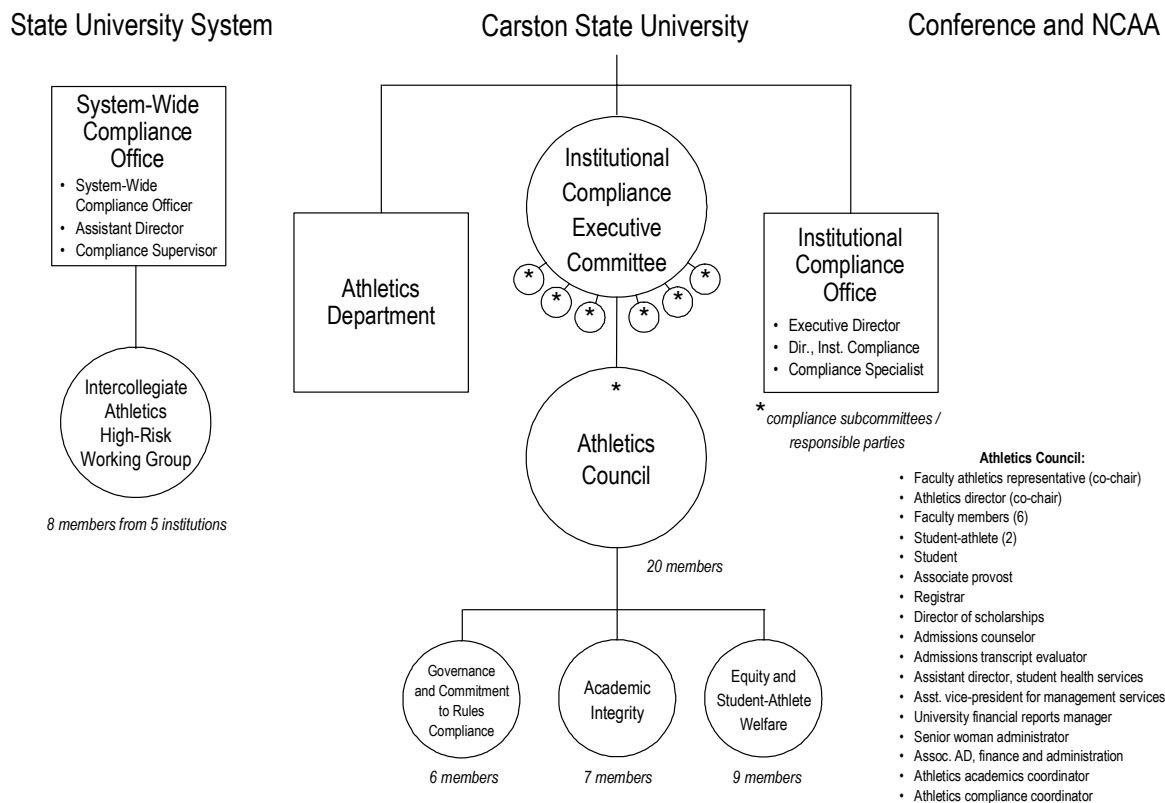 State University System
Carston State University
Conference and NCAA
System-Wide
Compliance
Office
• System-Wide
Compliance Officer
• Assistant Director
• Compliance Supervisor
Intercollegiate
Athletics
High-Risk
Working Group
8 members from 5 institutions
Athletics
Department
Institutional
Compliance
Executive
Committee
*
*
*
*
*
*
*
Athletics
Council
20 members
Governance
and Commitment
to Rules
Compliance
6 members
Academic
Integrity
7 members
Equity and
Student-Athlete
Welfare
9 members
Institutional
Compliance
Office
• Executive Director
• Dir., Inst. Compliance
• Compliance Specialist
* compliance subcommittees /
responsible parties
Athletics Council:
• Faculty athletics representative (co-chair)
• Athletics director (co-chair)
• Faculty members (6)
• Student-athlete (2)
• Student
• Associate provost
• Registrar
• Director of scholarships
• Admissions counselor
• Admissions transcript evaluator
• Assistant director, student health services
• Asst. vice-president for management services
• University financial reports manager
• Senior woman administrator
• Assoc. AD, finance and administration
• Athletics academics coordinator
• Athletics compliance coordinator